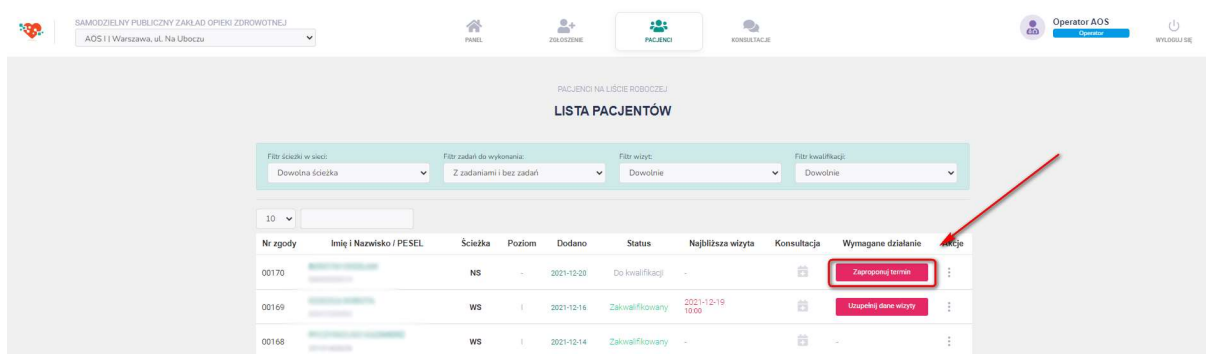 SAMODZIELNY PUBLICZNY ZAKŁAD OPIEKI ZDROWOTNEJ
AOS I | Warszawa, ul. Na Uboczu
PANEL
ZGŁOSZENIE
PACJENCI
KONSULTACJE
Operator AOS
Operator
WYLOGUJ SIĘ
PACJENCI NA LIŚCIE ROBOCZEJ
LISTA PACJENTÓW
Filtr ścieżki w sieci: Filtr zadań do wykonania: Filtr wizyt: Filtr kwalifikacji:
Dowolna ścieżka Z zadaniami i bez zadań Dowolnie Dowolnie
10
Nr zgody Imię i Nazwisko / PESEL Ścieżka Poziom Dodano Status Najbliższa wizyta Konsultacja Wymagane działanie Akcje
00170 NS - 2021-12-20 Do kwalifikacji - Zaproponuj termin
00169 WS I 2021-12-16 Zakwalifikowany 2021-12-19 10:00 Uzupełnij dane wizyty
00168 WS I 2021-12-14 Zakwalifikowany - -